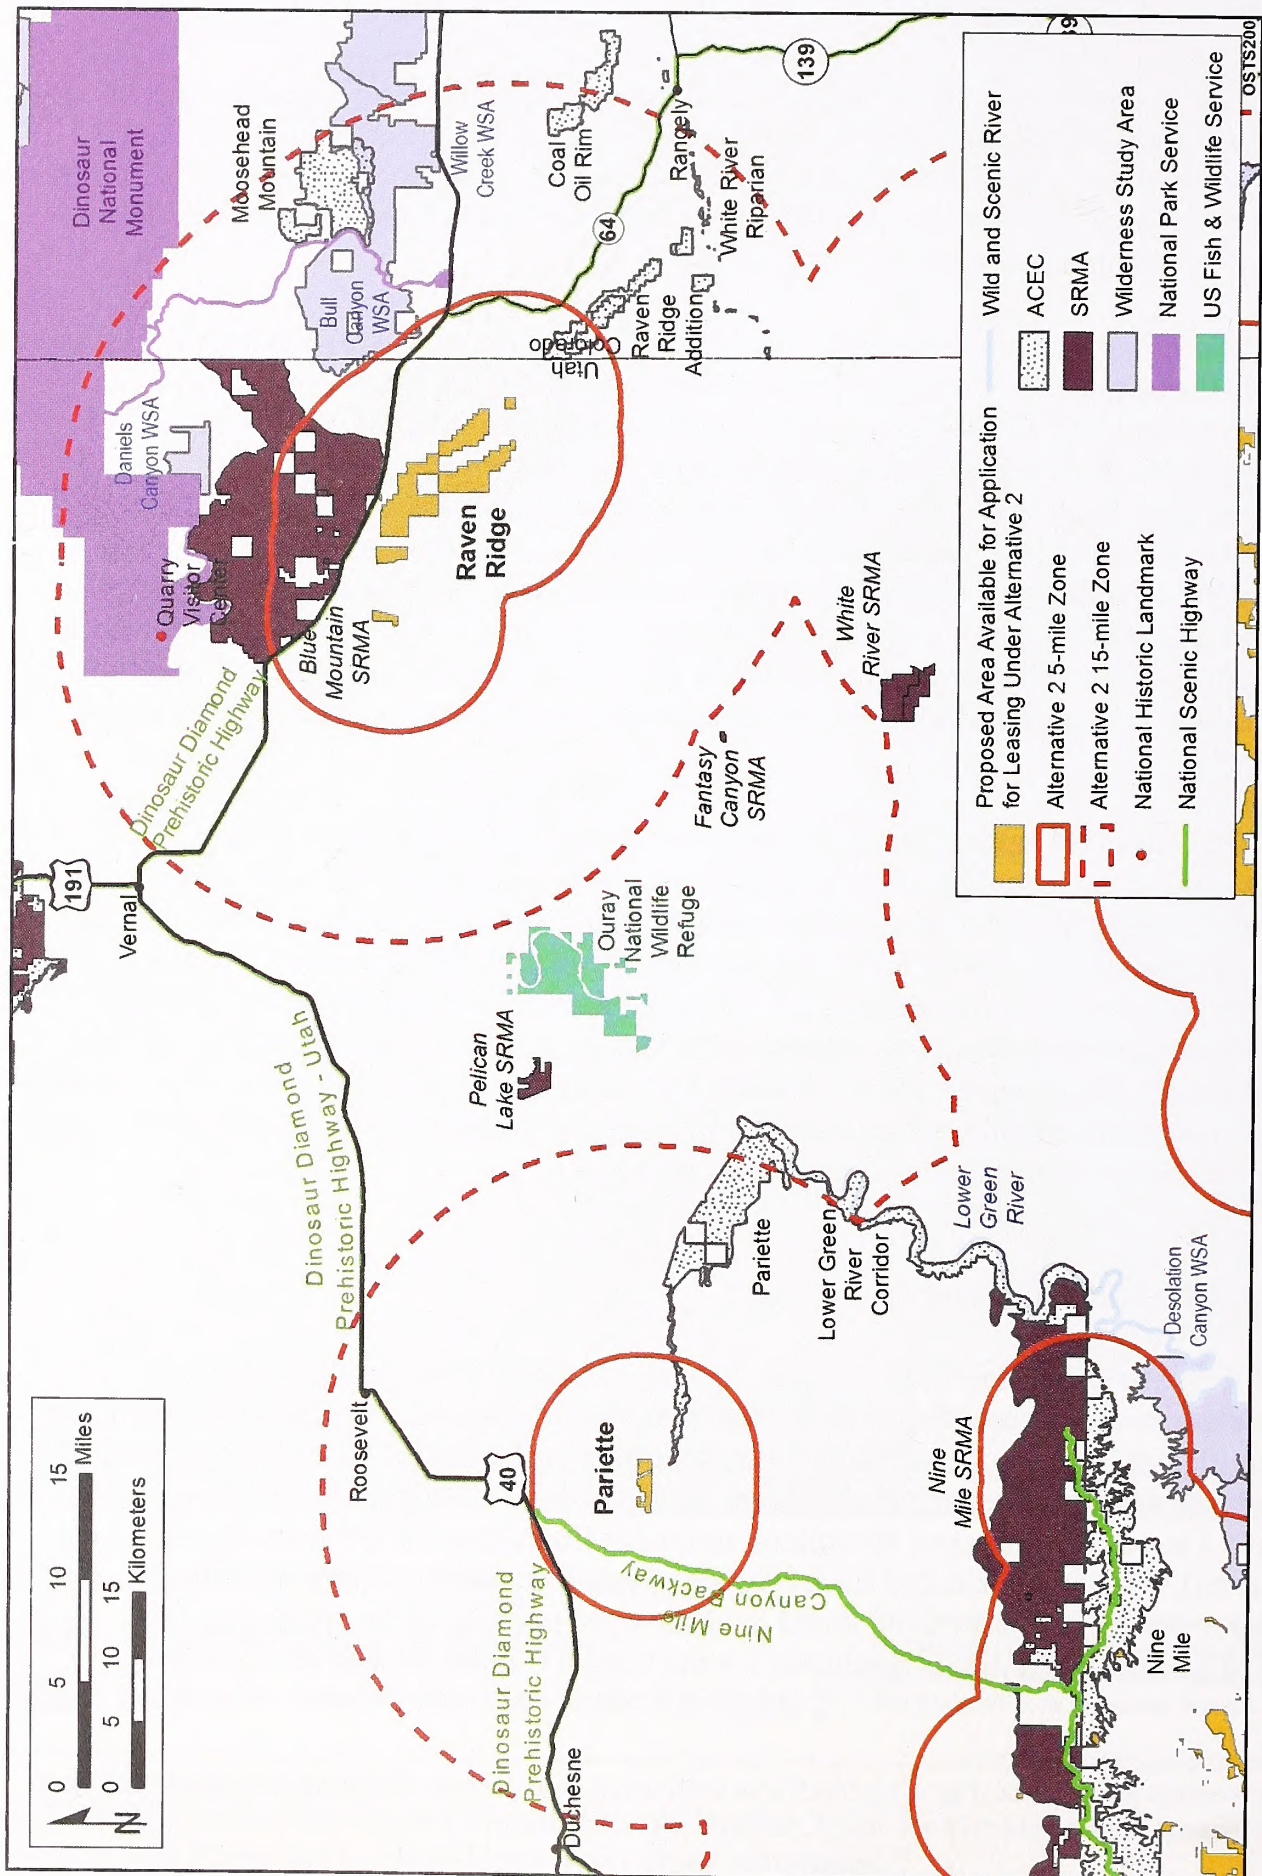 0 5 10 15
Miles
0 5 10 15
Kilometers
N
191
Vernal
Dinosaur Diamond
Prehistoric Highway
Quarry
Visitor
Center
Daniels
Canyon WSA
Dinosaur
National
Monument
Moosehead
Mountain
Bull
Canyon
WSA
Willow
Creek WSA
Blue
Mountain
SRMA
Dinosaur Diamond
Prehistoric Highway - Utah
Roosevelt
40
Dinosaur Diamond
Prehistoric Highway
Duchesne
Pariette
Nine Mile
Canyon Backway
Pelican
Lake SRMA
Ouray
National
Wildlife
Refuge
Raven
Ridge
Utah
Colorado
Coal
Oil Rim
64
Rangely
139
Raven
Ridge
Addition
White River
Riparian
Fantasy
Canyon
SRMA
White
River SRMA
Pariette
Lower Green
River
Corridor
Lower
Green
River
Nine
Mile SRMA
Desolation
Canyon WSA
Nine
Mile
Proposed Area Available for Application
for Leasing Under Alternative 2
Alternative 2 5-mile Zone
Alternative 2 15-mile Zone
National Historic Landmark
National Scenic Highway
Wild and Scenic River
ACEC
SRMA
Wilderness Study Area
National Park Service
US Fish & Wildlife Service
OSTS200